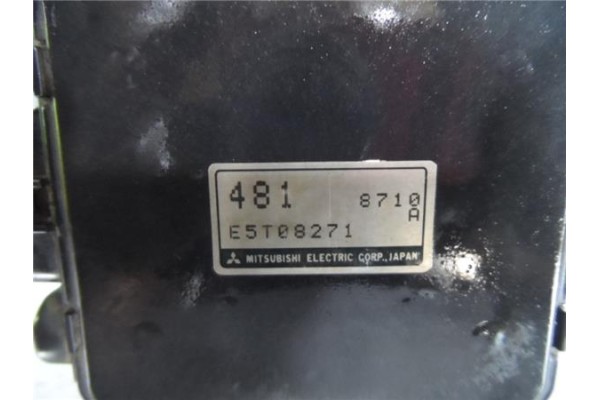 481 8710
A
E5T08271
MITSUBISHI ELECTRIC CORP., JAPAN